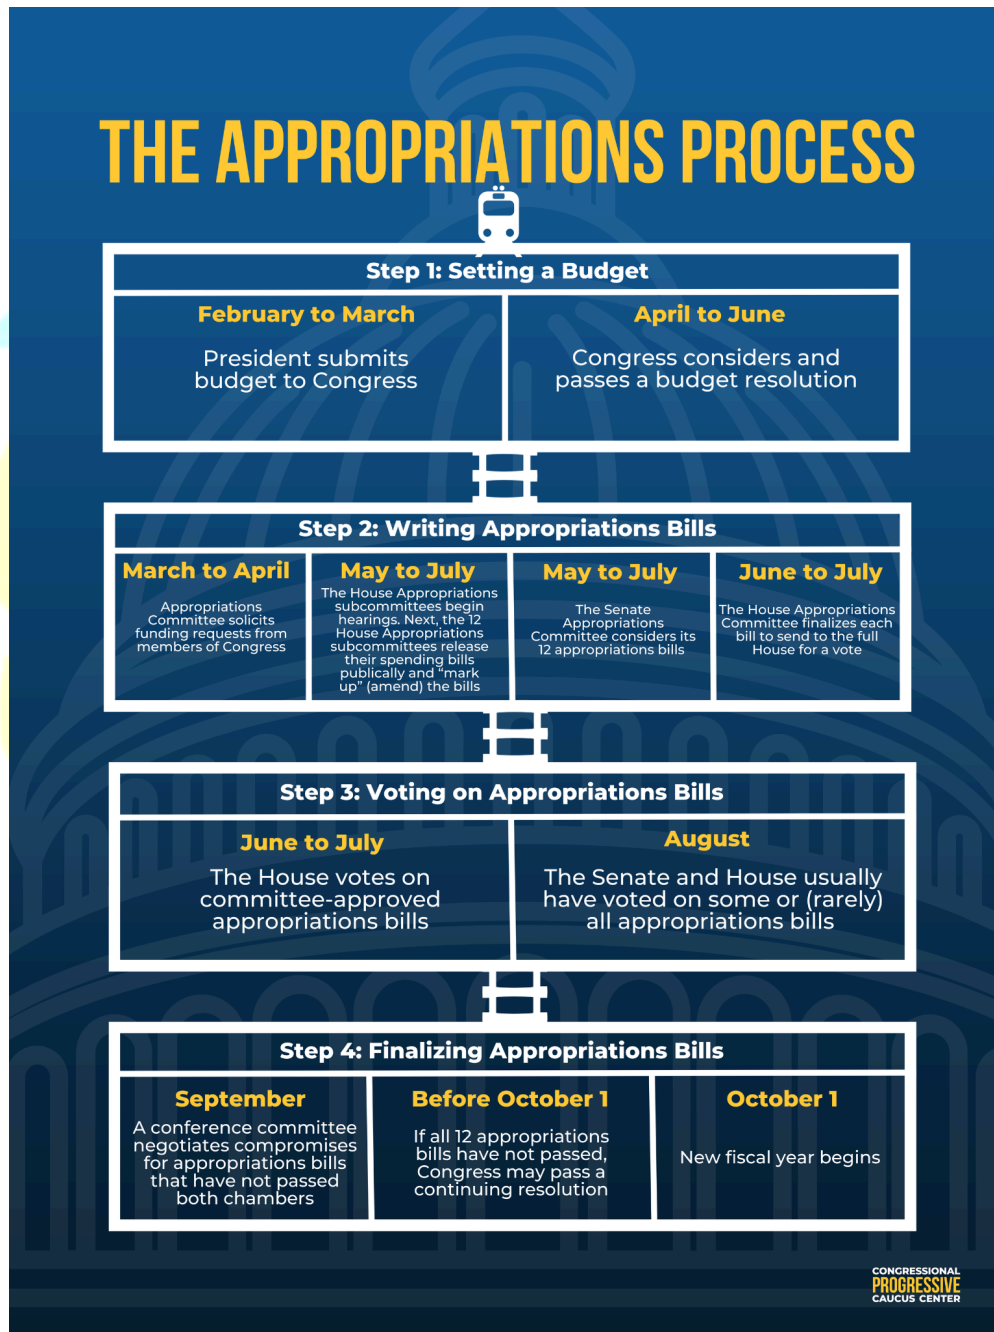 THE APPROPRIATIONS PROCESS
Step 1: Setting a Budget
February to March
President submits
budget to Congress
April to June
Congress considers and
passes a budget resolution
Step 2: Writing Appropriations Bills
March to April
Appropriations
Committee solicits
funding requests from
members of Congress
May to July
The House Appropriations
subcommittees begin
hearings. Next, the 12
House Appropriations
subcommittees release
their spending bills
publically and “mark
up” (amend) the bills
May to July
The Senate
Appropriations
Committee considers its
12 appropriations bills
June to July
The House Appropriations
Committee finalizes each
bill to send to the full
House for a vote
Step 3: Voting on Appropriations Bills
June to July
The House votes on
committee-approved
appropriations bills
August
The Senate and House usually
have voted on some or (rarely)
all appropriations bills
Step 4: Finalizing Appropriations Bills
September
A conference committee
negotiates compromises
for appropriations bills
that have not passed
both chambers
Before October 1
If all 12 appropriations
bills have not passed,
Congress may pass a
continuing resolution
October 1
New fiscal year begins
CONGRESSIONAL
PROGRESSIVE
CAUCUS CENTER